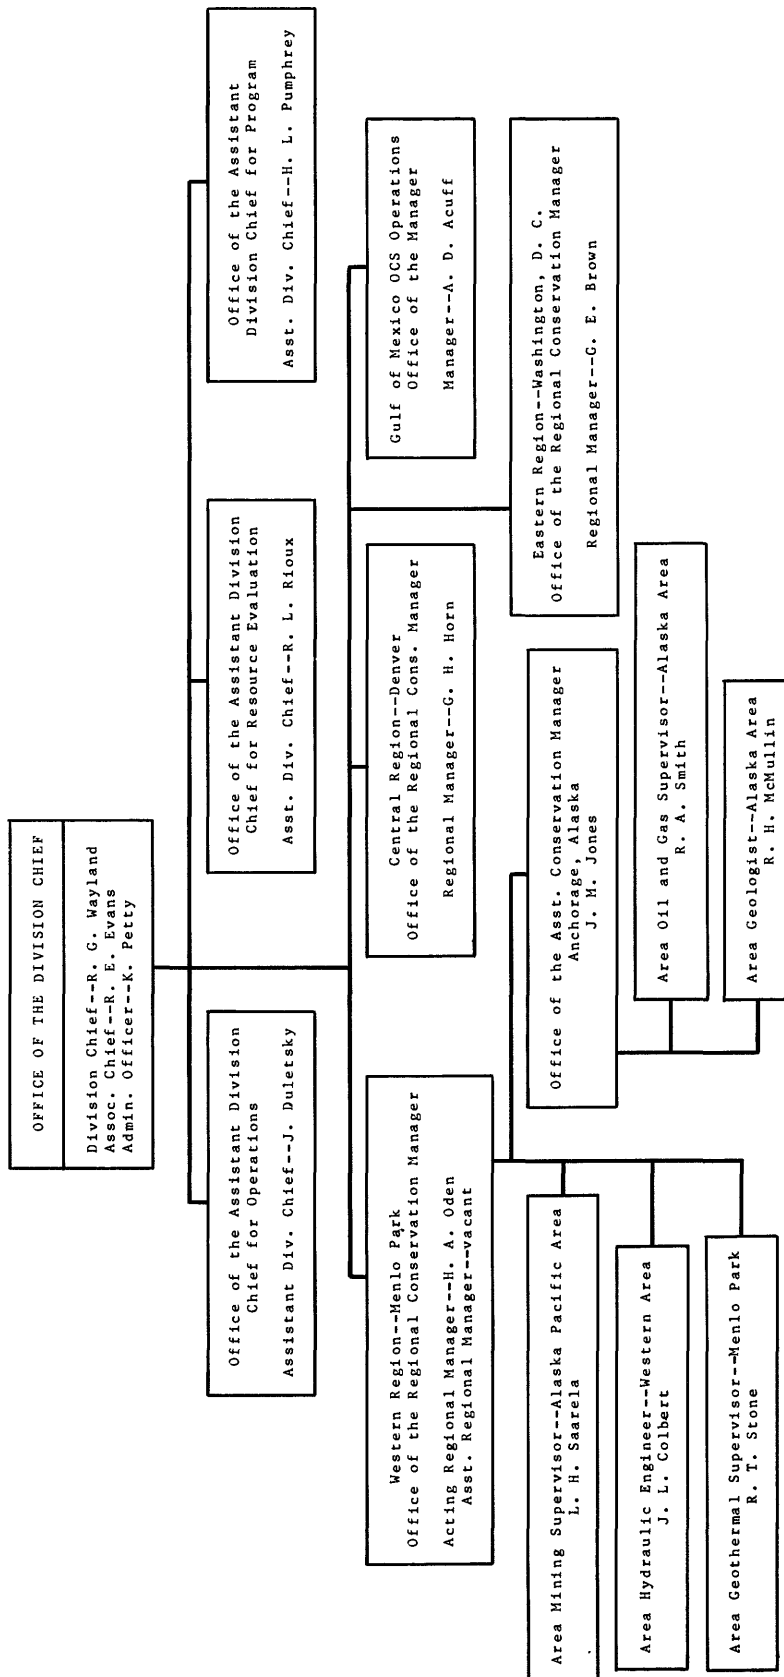 OFFICE OF THE DIVISION CHIEF
Division Chief--R. G. Wayland
Assoc. Chief--R. E. Evans
Admin. Officer--K. Petty
Office of the Assistant Division
Chief for Operations
Assistant Div. Chief--J. Duletsky
Office of the Assistant Division
Chief for Resource Evaluation
Asst. Div. Chief--R. L. Rioux
Office of the Assistant
Division Chief for Program
Asst. Div. Chief--H. L. Pumphrey
Western Region--Menlo Park
Office of the Regional Conservation Manager
Acting Regional Manager--H. A. Oden
Asst. Regional Manager--vacant
Central Region--Denver
Office of the Regional Cons. Manager
Regional Manager--G. H. Horn
Gulf of Mexico OCS Operations
Office of the Manager
Manager--A. D. Acuff
Eastern Region--Washington, D. C.
Office of the Regional Conservation Manager
Regional Manager--G. E. Brown
Area Mining Supervisor--Alaska Pacific Area
L. H. Saarela
Area Hydraulic Engineer--Western Area
J. L. Colbert
Area Geothermal Supervisor--Menlo Park
R. T. Stone
Office of the Asst. Conservation Manager
Anchorage, Alaska
J. M. Jones
Area Oil and Gas Supervisor--Alaska Area
R. A. Smith
Area Geologist--Alaska Area
R. H. McMullin